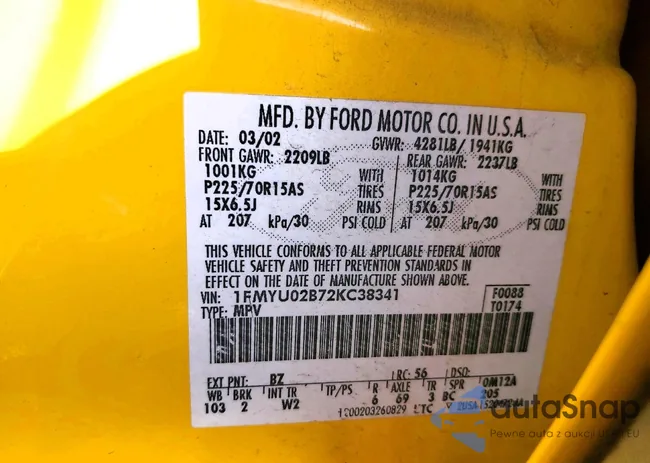 MFD. BY FORD MOTOR CO. IN U.S.A.
DATE: 03/02 GVWR: 4281LB/ 1941KG
FRONT GAWR: 2209LB REAR GAWR: 2237LB
1001KG WITH 1014KG WITH
P225/70R15AS TIRES P225/70R15AS TIRES
15X6.5J RIMS 15X6.5J RIMS
AT 207 kPa/30 PSI COLD AT 207 kPa/30 PSI COLD
THIS VEHICLE CONFORMS TO ALL APPLICABLE FEDERAL MOTOR
VEHICLE SAFETY AND THEFT PREVENTION STANDARDS IN
EFFECT ON THE DATE OF MANUFACTURE SHOWN ABOVE.
VIN: 1FMYU02B72KC38341 F0088
TYPE: MPV T0174
EXT PNT: BZ RC: 56 DSO:
WB BRK INT TR TP/PS R AXLE TR SPR 0M12A
103 2 W2 6 69 3 BC 205
autaSnap
Pewne auta z aukcji USA i EU